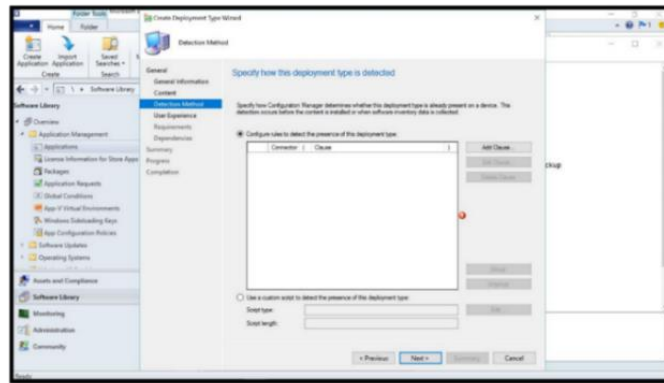 Folder Tools
Home
Folder
Create Application
Import Application
Saved Searches
Create
Search
Software Library
Software Library
Overview
Application Management
Applications
License Information for Store Apps
Packages
Application Requests
Global Conditions
App-V Virtual Environments
Windows Sideloading Keys
App Configuration Policies
Software Updates
Operating Systems
Assets and Compliance
Software Library
Monitoring
Administration
Community
Ready
Create Deployment Type Wizard
Detection Method
General
General Information
Content
Detection Method
User Experience
Requirements
Dependencies
Summary
Progress
Completion
Specify how this deployment type is detected
Specify how Configuration Manager determines whether this deployment type is already present on a device. This
detection occurs before the content is installed or when software inventory data is collected.
Configure rules to detect the presence of this deployment type:
Connector
Clause
Add Clause...
Edit Clause...
Delete Clause
Group
Ungroup
Use a custom script to detect the presence of this deployment type:
Script type:
Script length:
Edit...
< Previous
Next >
Summary
Cancel